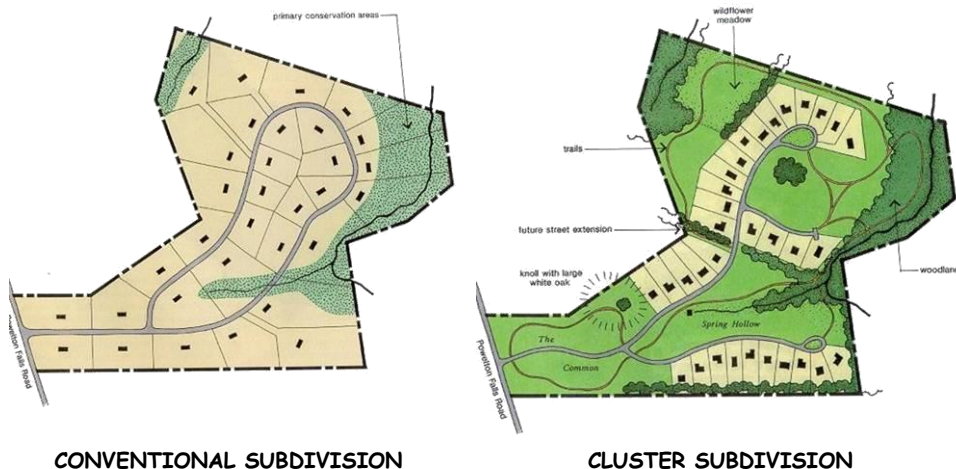 primary conservation areas
Powelton Falls Road
CONVENTIONAL SUBDIVISION
wildflower
meadow
trails
future street extension
knoll with large
white oak
woodland
Spring Hollow
The
Common
Powelton Falls Road
CLUSTER SUBDIVISION